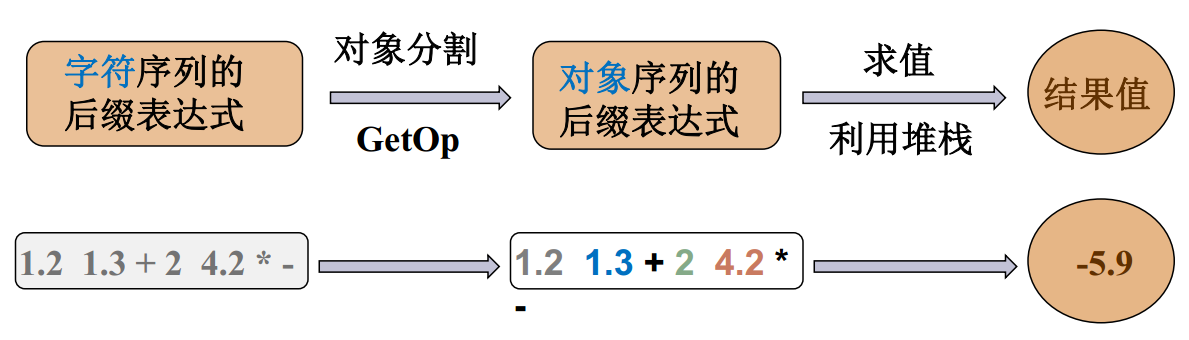 字符序列的
后缀表达式
对象分割
GetOp
对象序列的
后缀表达式
求值
利用堆栈
结果值
1.2 1.3 + 2 4.2 * -
1.2 1.3 + 2 4.2 *
-
-5.9